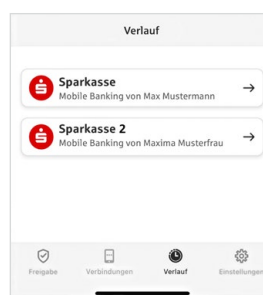 Verlauf
Sparkasse
Mobile Banking von Max Mustermann
Sparkasse 2
Mobile Banking von Maxima Musterfrau
Freigabe Verbindungen Verlauf Einstellungen